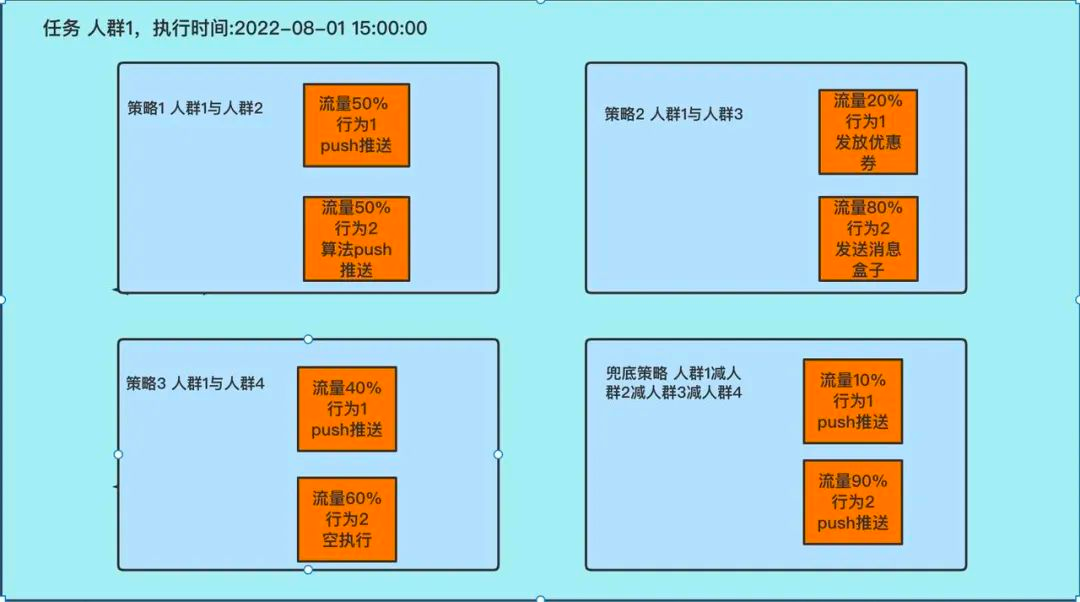 任务 人群1，执行时间:2022-08-01 15:00:00
策略1 人群1与人群2
流量50%
行为1
push推送
流量50%
行为2
算法push
推送
策略2 人群1与人群3
流量20%
行为1
发放优惠
券
流量80%
行为2
发送消息
盒子
策略3 人群1与人群4
流量40%
行为1
push推送
流量60%
行为2
空执行
兜底策略 人群1减人
群2减人群3减人群4
流量10%
行为1
push推送
流量90%
行为2
push推送